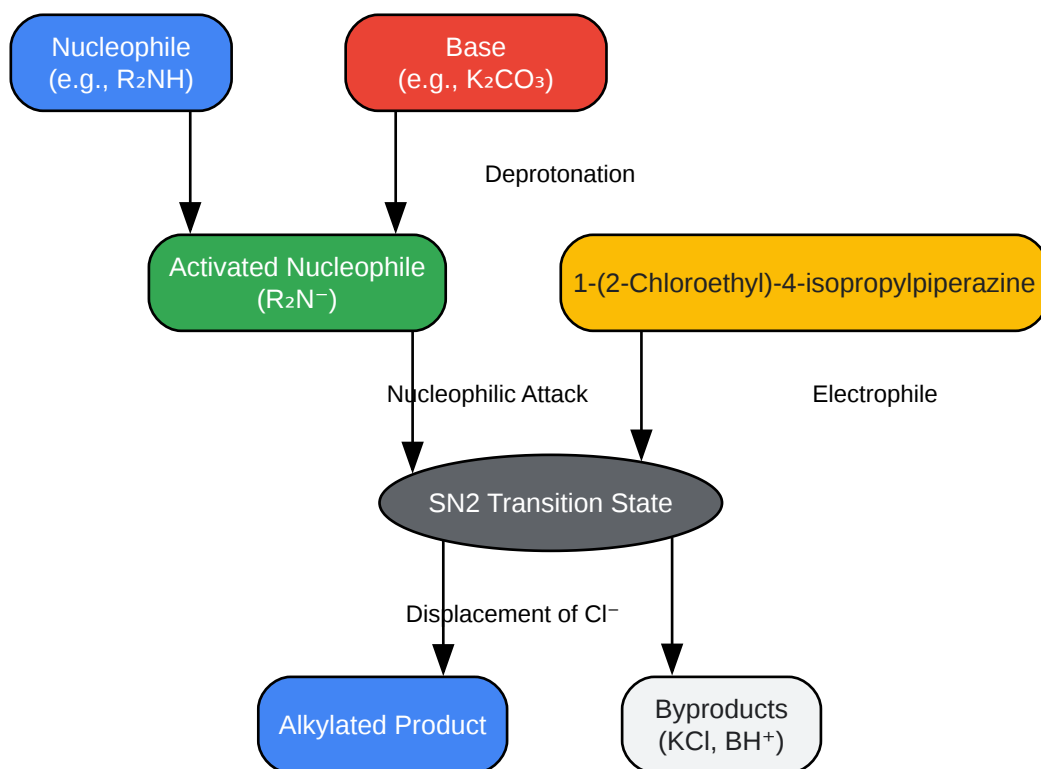 Nucleophile
(e.g., R₂NH)
Base
(e.g., K₂CO₃)
Deprotonation
Activated Nucleophile
(R₂N⁻)
1-(2-Chloroethyl)-4-isopropylpiperazine
Nucleophilic Attack
Electrophile
SN2 Transition State
Displacement of Cl⁻
Alkylated Product
Byproducts
(KCl, BH⁺)